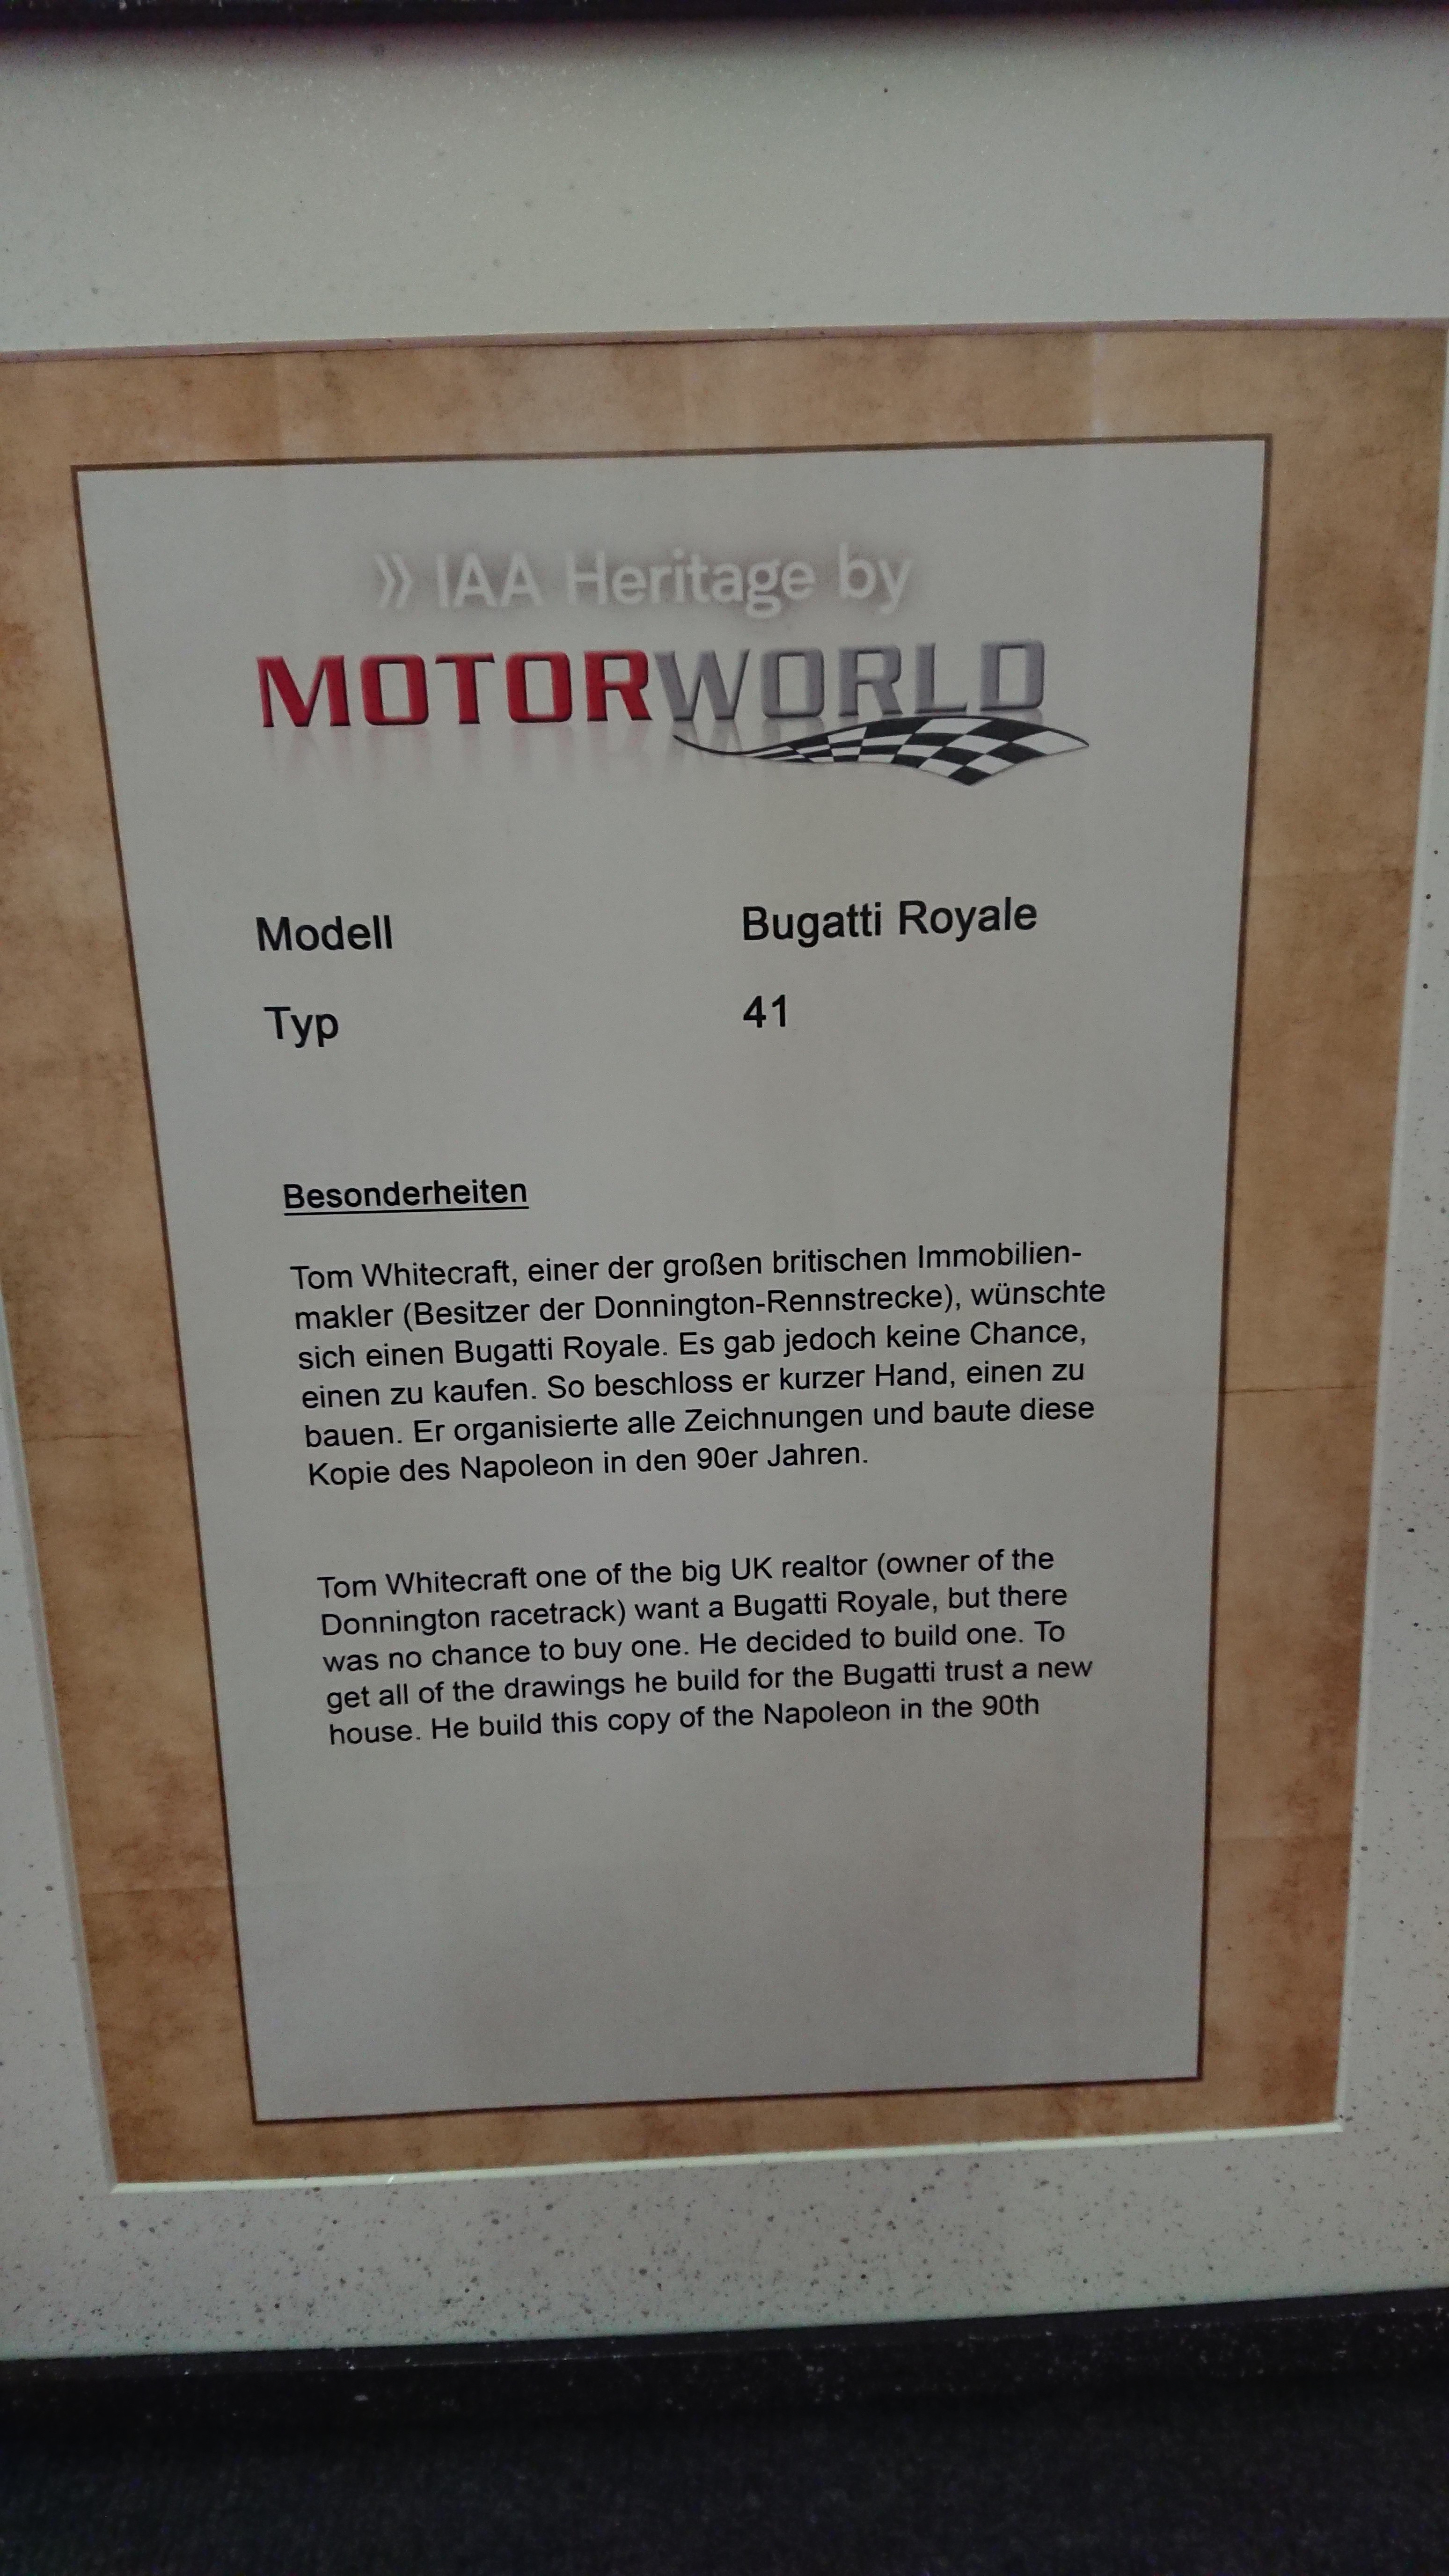 » IAA Heritage by
MOTORWORLD
Modell Bugatti Royale
Typ 41
Besonderheiten
Tom Whitecraft, einer der großen britischen Immobilien-
makler (Besitzer der Donnington-Rennstrecke), wünschte
sich einen Bugatti Royale. Es gab jedoch keine Chance,
einen zu kaufen. So beschloss er kurzer Hand, einen zu
bauen. Er organisierte alle Zeichnungen und baute diese
Kopie des Napoleon in den 90er Jahren.
Tom Whitecraft one of the big UK realtor (owner of the
Donnington racetrack) want a Bugatti Royale, but there
was no chance to buy one. He decided to build one. To
get all of the drawings he build for the Bugatti trust a new
house. He build this copy of the Napoleon in the 90th